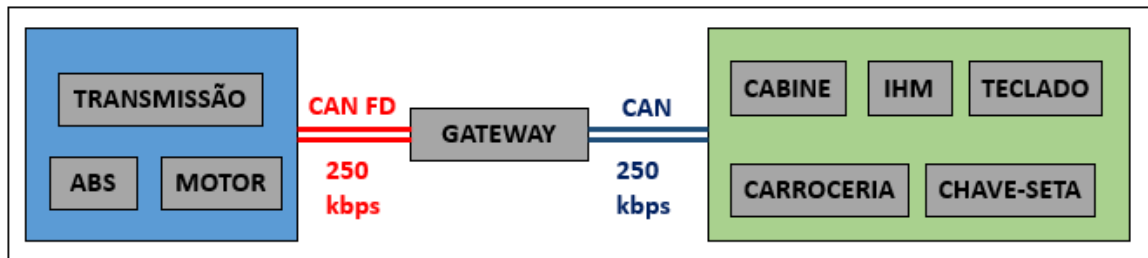 TRANSMISSÃO
ABS
MOTOR
CAN FD
250
kbps
GATEWAY
CAN
250
kbps
CABINE
IHM
TECLADO
CARROCERIA
CHAVE-SETA